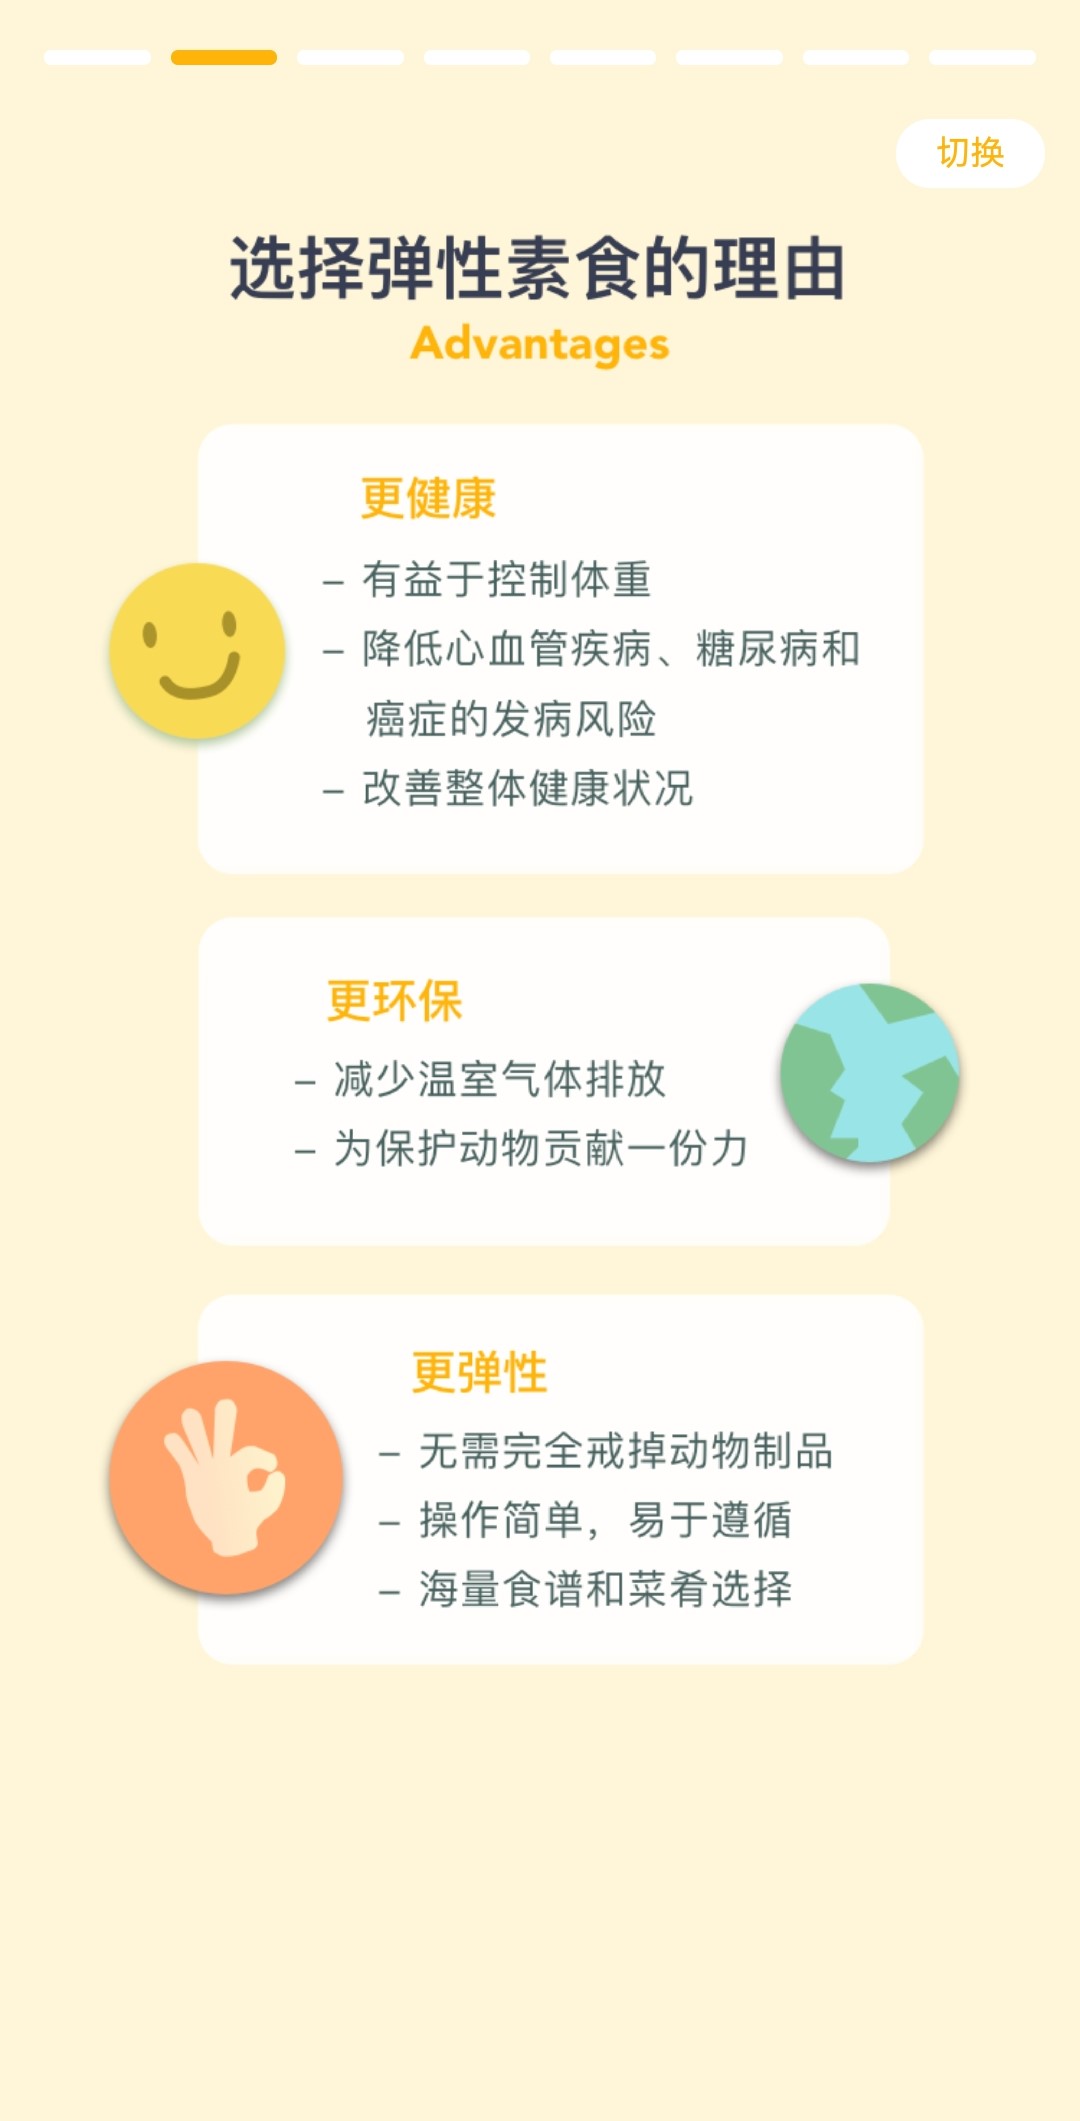 切换
选择弹性素食的理由
Advantages
更健康
– 有益于控制体重
– 降低心血管疾病、糖尿病和
癌症的发病风险
– 改善整体健康状况
更环保
– 减少温室气体排放
– 为保护动物贡献一份力
更弹性
– 无需完全戒掉动物制品
– 操作简单，易于遵循
– 海量食谱和菜肴选择